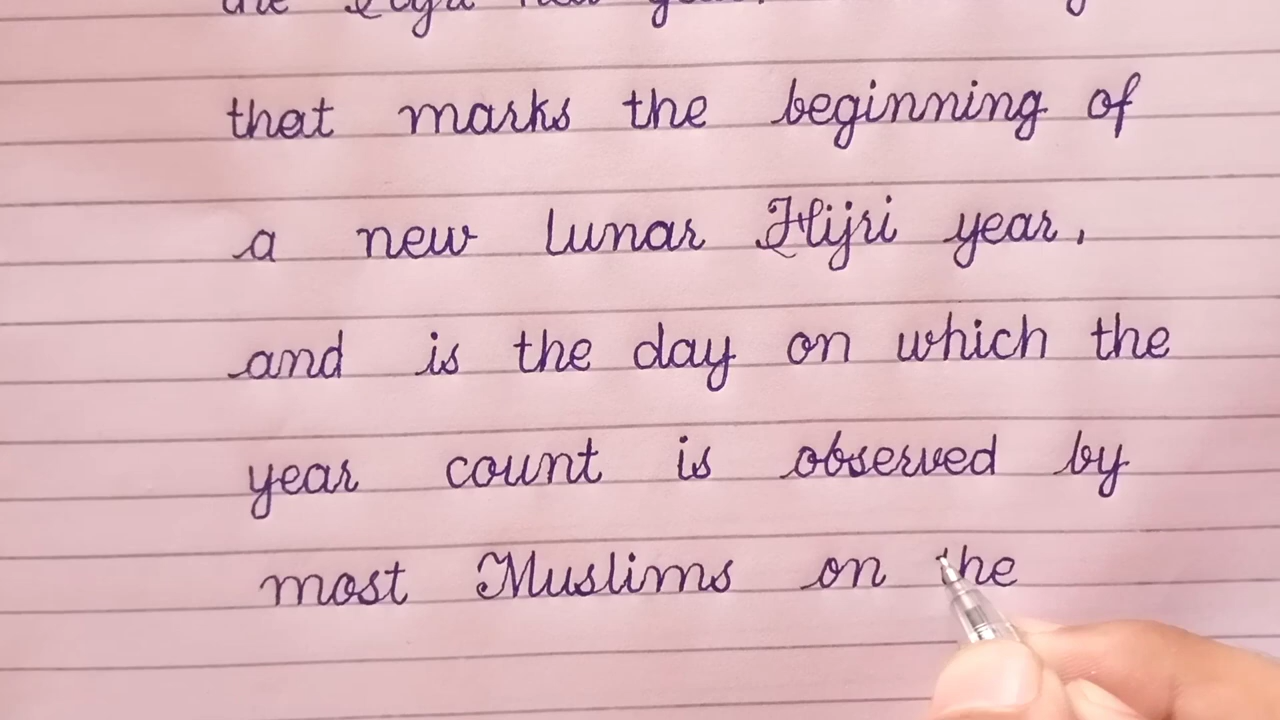 new
that marks the beginning of
a new lunar Hijri year.
and is the day on which the
year count is observed by
most Muslims on the